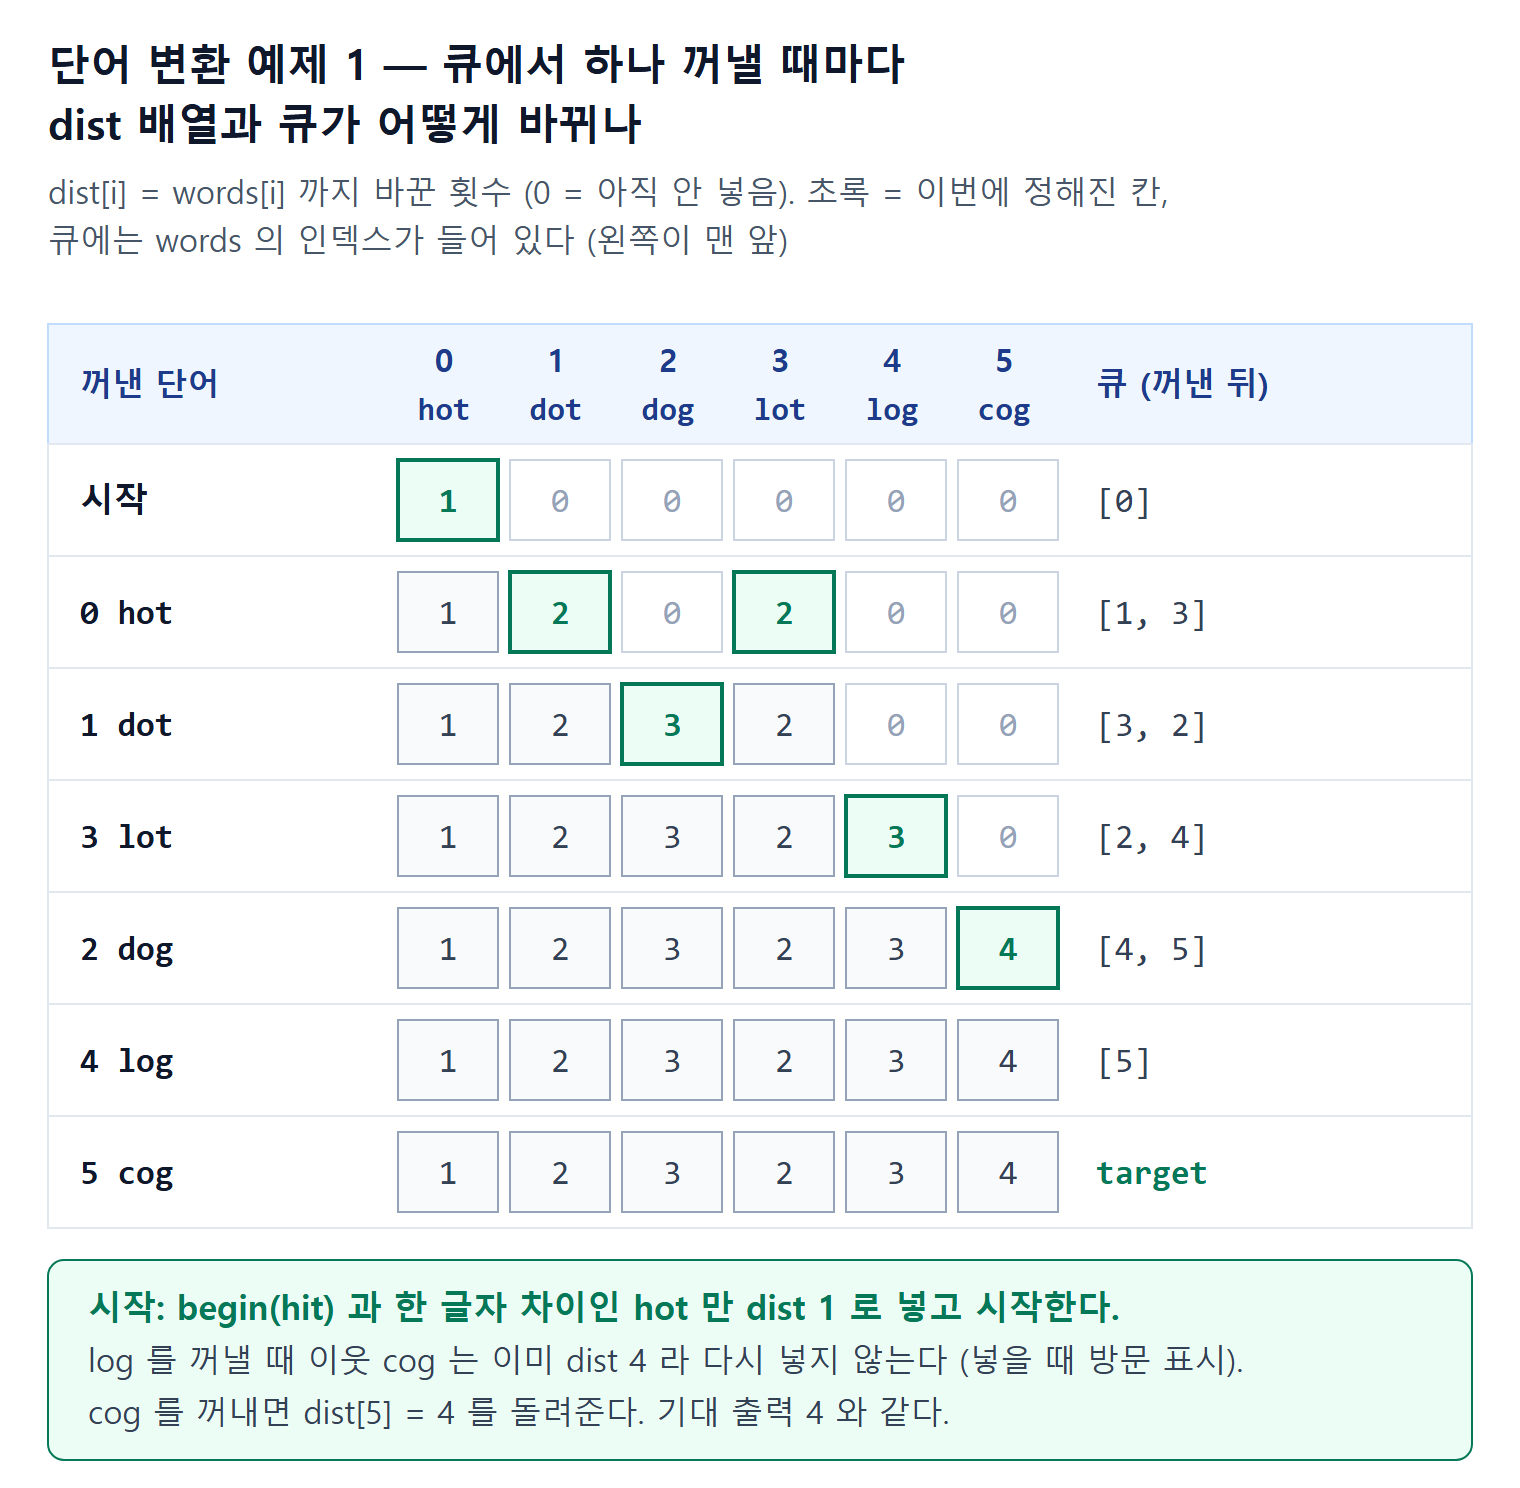 단어 변환 예제 1 — 큐에서 하나 꺼낼 때마다
dist 배열과 큐가 어떻게 바뀌나
dist[i] = words[i] 까지 바꾼 횟수 (0 = 아직 안 넣음). 초록 = 이번에 정해진 칸,
큐에는 words 의 인덱스가 들어 있다 (왼쪽이 맨 앞)
꺼낸 단어 0 hot 1 dot 2 dog 3 lot 4 log 5 cog 큐 (꺼낸 뒤)
시작 1 0 0 0 0 0 [0]
0 hot 1 2 0 2 0 0 [1, 3]
1 dot 1 2 3 2 0 0 [3, 2]
3 lot 1 2 3 2 3 0 [2, 4]
2 dog 1 2 3 2 3 4 [4, 5]
4 log 1 2 3 2 3 4 [5]
5 cog 1 2 3 2 3 4 target
시작: begin(hit) 과 한 글자 차이인 hot 만 dist 1 로 넣고 시작한다.
log 를 꺼낼 때 이웃 cog 는 이미 dist 4 라 다시 넣지 않는다 (넣을 때 방문 표시).
cog 를 꺼내면 dist[5] = 4 를 돌려준다. 기대 출력 4 와 같다.